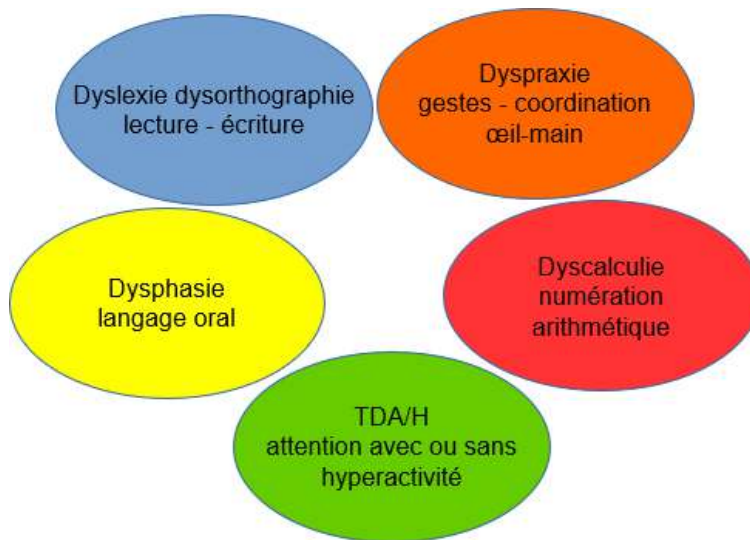 Dyslexie dysorthographie
lecture - écriture
Dyspraxie
gestes - coordination
œil-main
Dysphasie
langage oral
Dyscalculie
numération
arithmétique
TDA/H
attention avec ou sans
hyperactivité